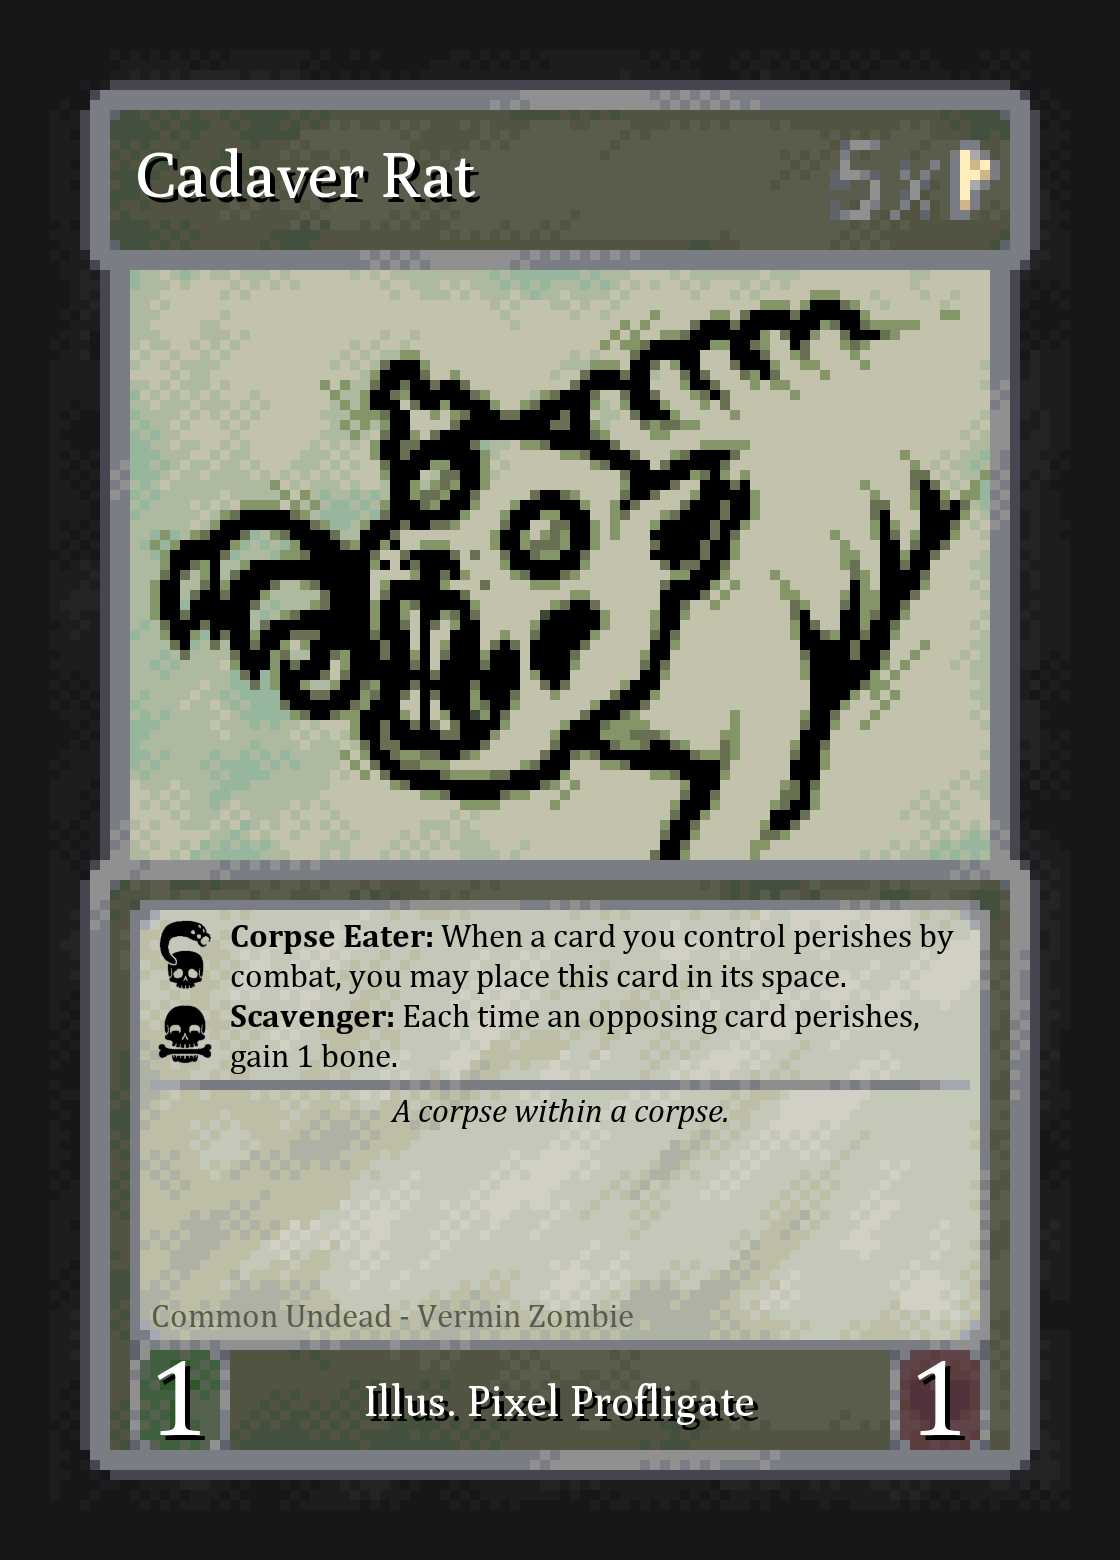 Cadaver Rat
5x
Corpse Eater: When a card you control perishes by
combat, you may place this card in its space.
Scavenger: Each time an opposing card perishes,
gain 1 bone.
A corpse within a corpse.
Common Undead - Vermin Zombie
1
Illus. Pixel Profligate
1